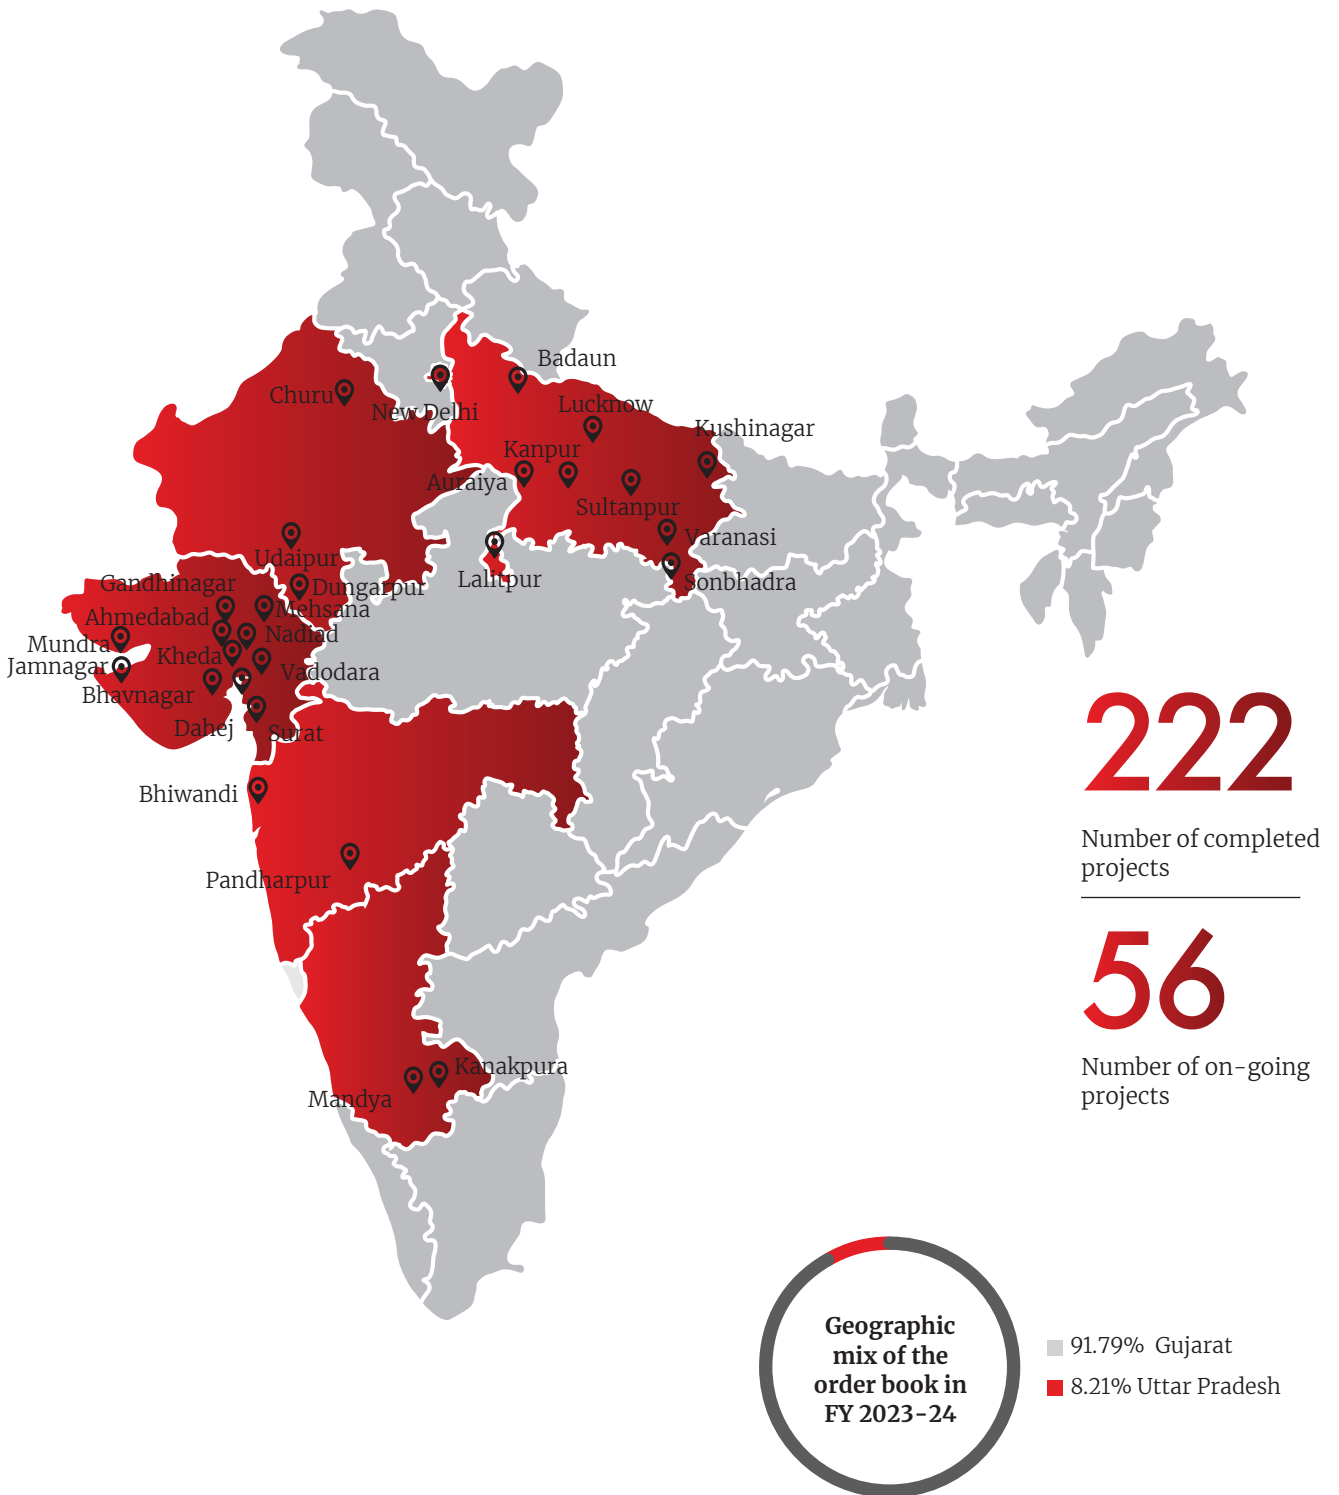 Badaun
Churu
New Delhi
Lucknow
Kushinagar
Kanpur
Auraiya
Sultanpur
Varanasi
Udaipur
Lalitpur
Sonbhadra
Gandhinagar
Dungarpur
Ahmedabad
Mehsana
Mundra
Nadiad
Jamnagar
Kheda
Vadodara
Bhavnagar
Dahej
Surat
Bhiwandi
Pandharpur
Kanakpura
Mandya
222
Number of completed
projects
56
Number of on-going
projects
Geographic
mix of the
order book in
FY 2023-24
91.79% Gujarat
8.21% Uttar Pradesh